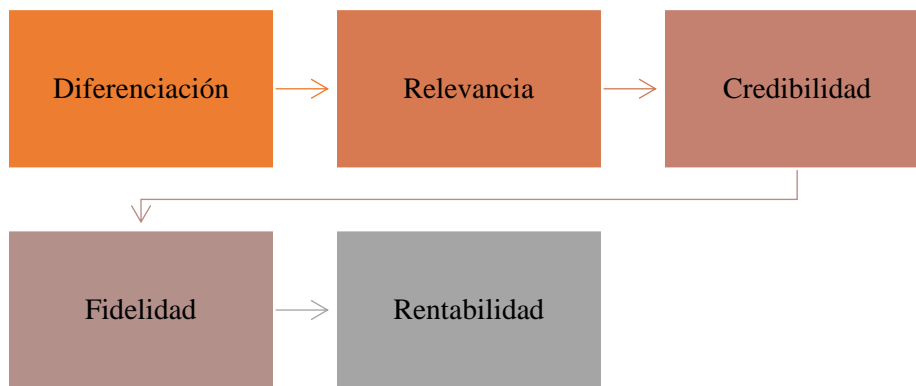 Diferenciación
Relevancia
Credibilidad
Fidelidad
Rentabilidad